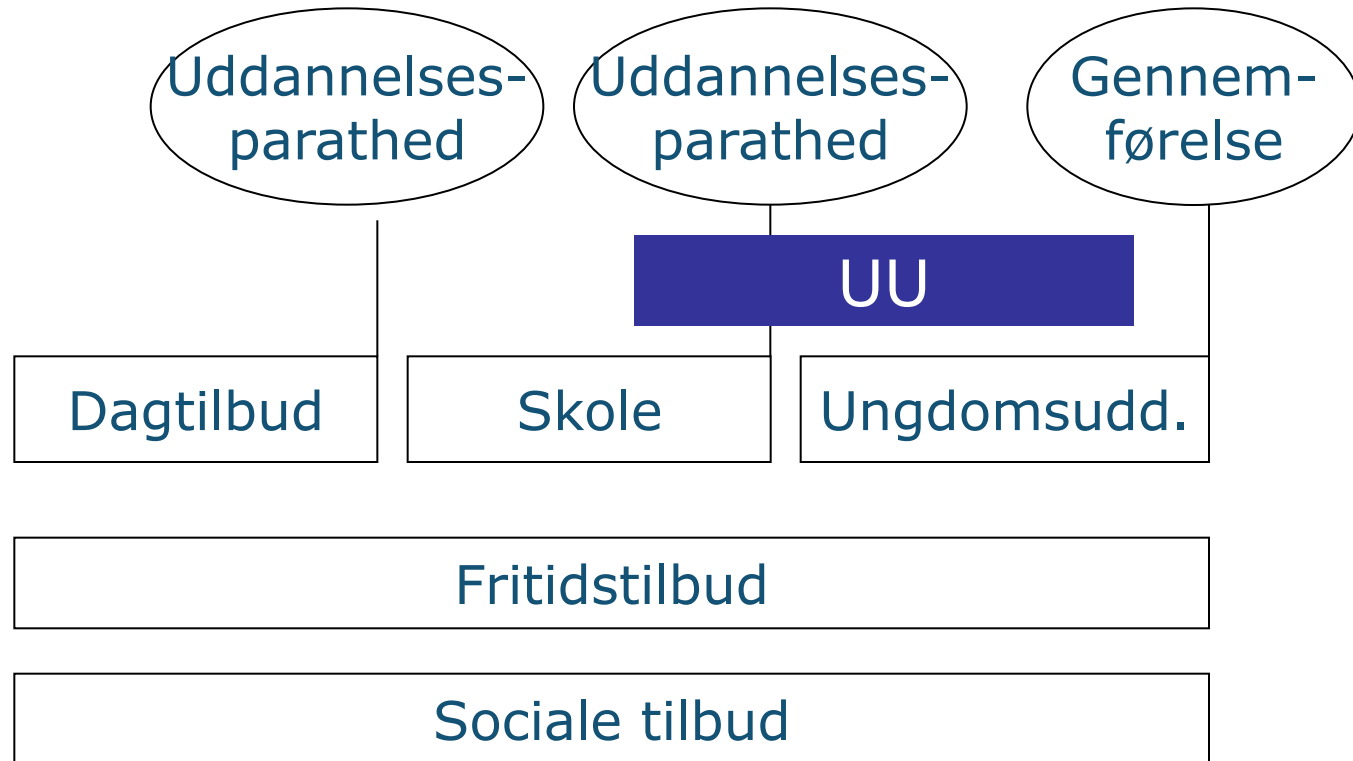 Uddannelses-
parathed
Uddannelses-
parathed
Gennem-
førelse
UU
Dagtilbud
Skole
Ungdomsudd.
Fritidstilbud
Sociale tilbud